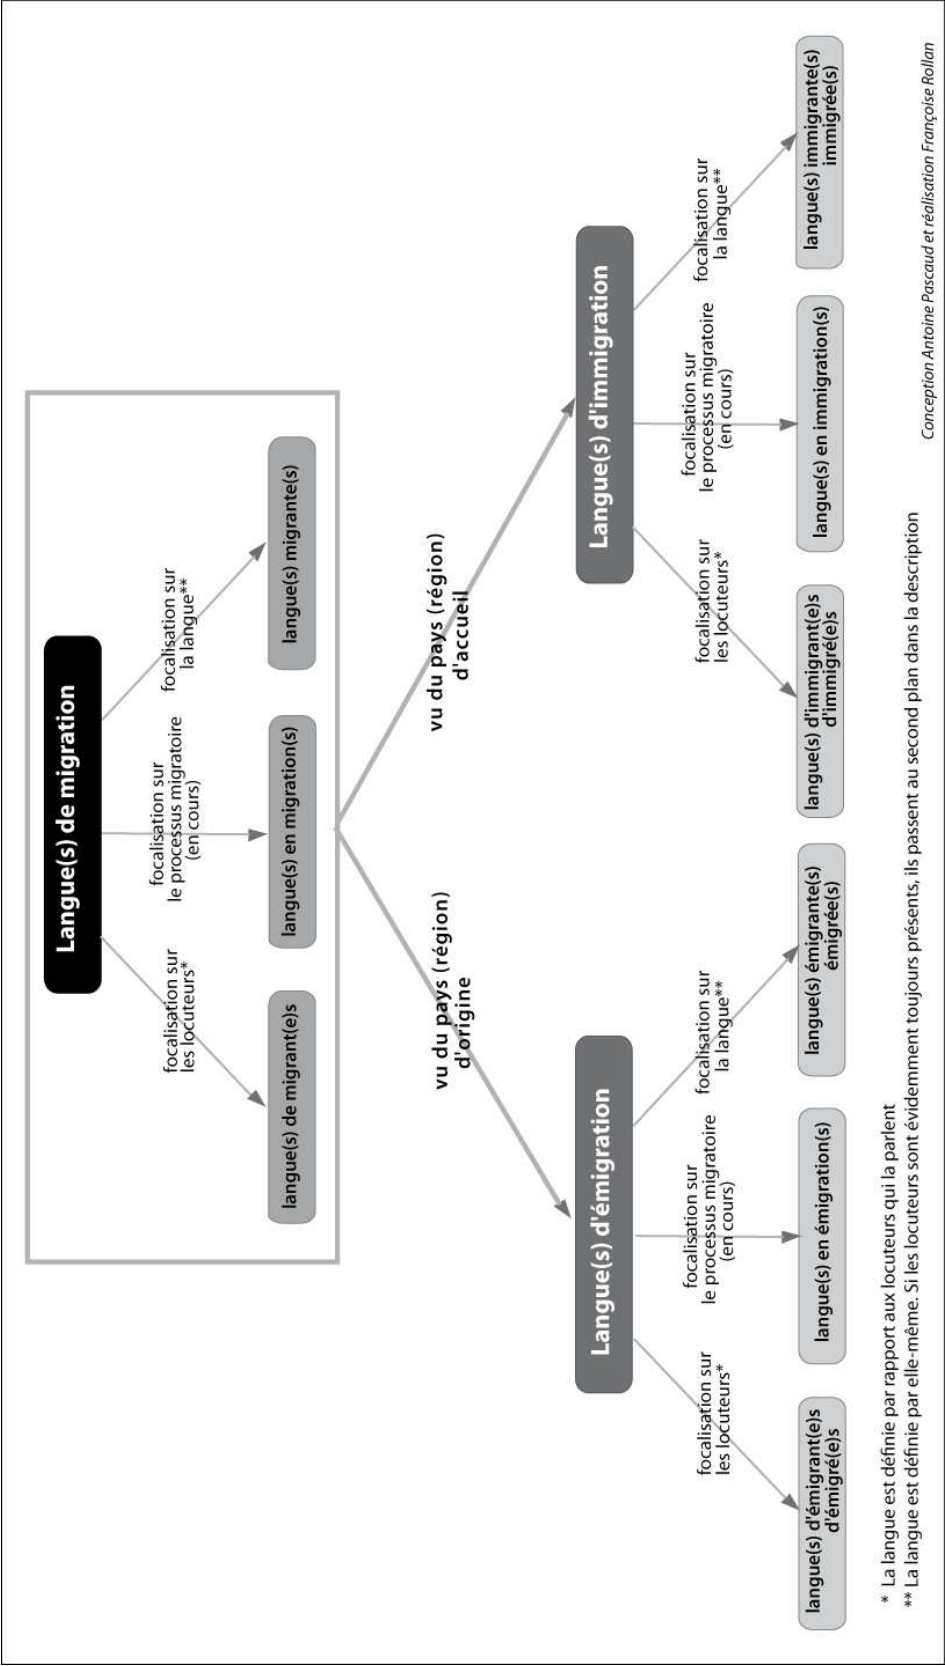 Langue(s) de migration
focalisation sur
les locuteurs*
focalisation sur
le processus migratoire
(en cours)
focalisation sur
la langue**
langue(s) de migrant(e)s
langue(s) en migration(s)
langue(s) migrante(s)
vu du pays (région)
d'origine
vu du pays (région)
d'accueil
Langue(s) d'émigration
focalisation sur
les locuteurs*
focalisation sur
le processus migratoire
(en cours)
focalisation sur
la langue**
langue(s) d'émigrant(e)s
d'émigré(e)s
langue(s) en émigration(s)
langue(s) émigrante(s)
émigrée(s)
Langue(s) d'immigration
focalisation sur
les locuteurs*
focalisation sur
le processus migratoire
(en cours)
focalisation sur
la langue**
langue(s) d'immigrant(e)s
d'immigré(e)s
langue(s) en immigration(s)
langue(s) immigrante(s)
immigrée(s)
* La langue est définie par rapport aux locuteurs qui la parlent
** La langue est définie par elle-même. Si les locuteurs sont évidemment toujours présents, ils passent au second plan dans la description
Conception Antoine Pascaud et réalisation Françoise Rollan